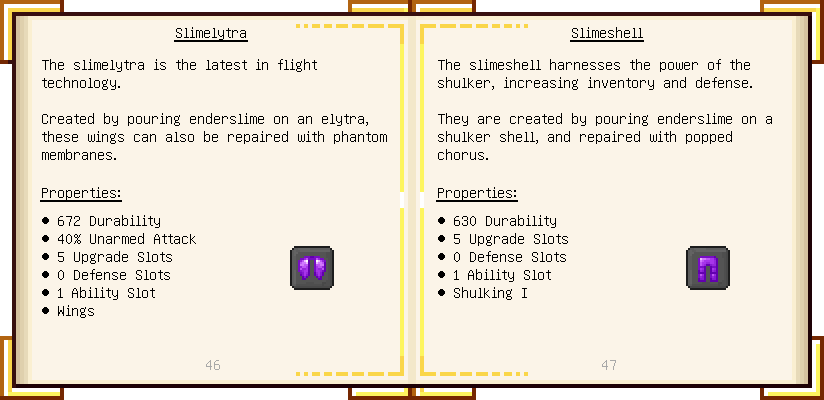 Slimelytra
The slimelytra is the latest in flight
technology.
Created by pouring enderslime on an elytra,
these wings can also be repaired with phantom
membranes.
Properties:
• 672 Durability
• 40% Unarmed Attack
• 5 Upgrade Slots
• 0 Defense Slots
• 1 Ability Slot
• Wings
46
Slimeshell
The slimeshell harnesses the power of the
shulker, increasing inventory and defense.
They are created by pouring enderslime on a
shulker shell, and repaired with popped
chorus.
Properties:
• 630 Durability
• 5 Upgrade Slots
• 0 Defense Slots
• 1 Ability Slot
• Shulking I
47